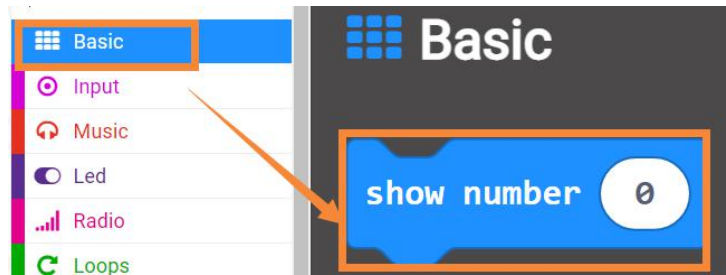 Basic
Input
Music
Led
Radio
Loops
Basic
show number 0